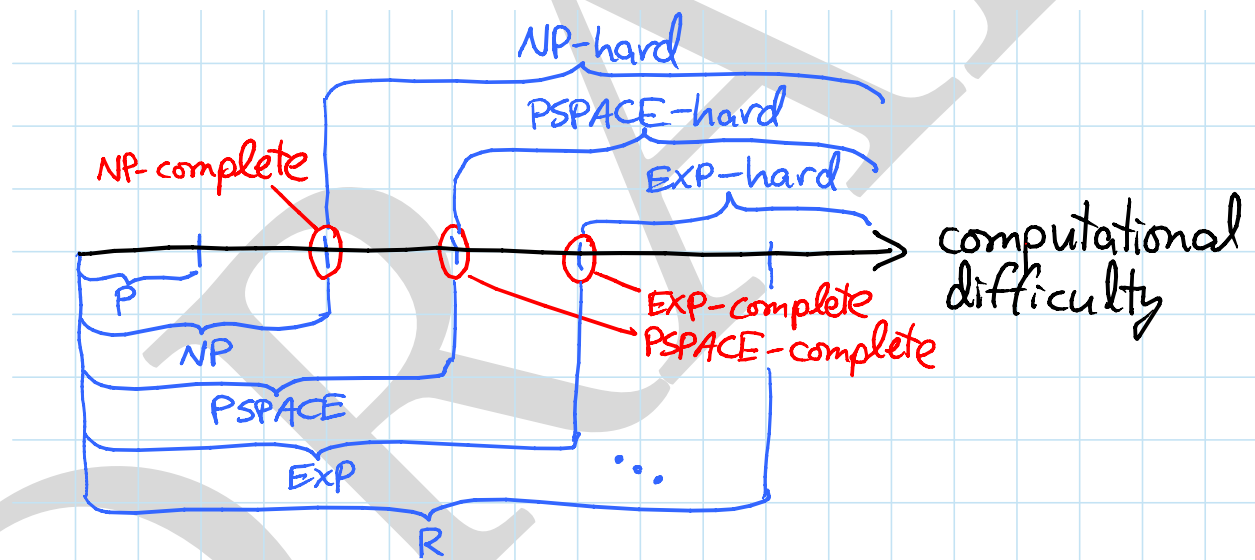 NP-hard
PSPACE-hard
NP-complete
EXP-hard
computational
difficulty
P
EXP-complete
NP
PSPACE-complete
PSPACE
EXP
R